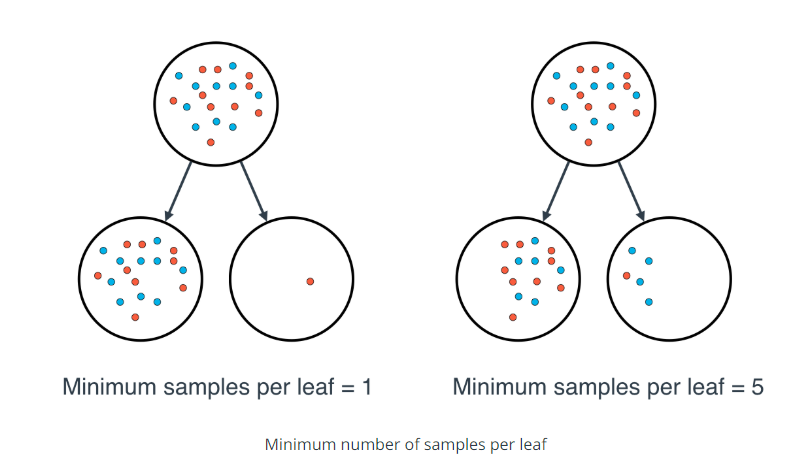 Minimum samples per leaf = 1
Minimum samples per leaf = 5
Minimum number of samples per leaf